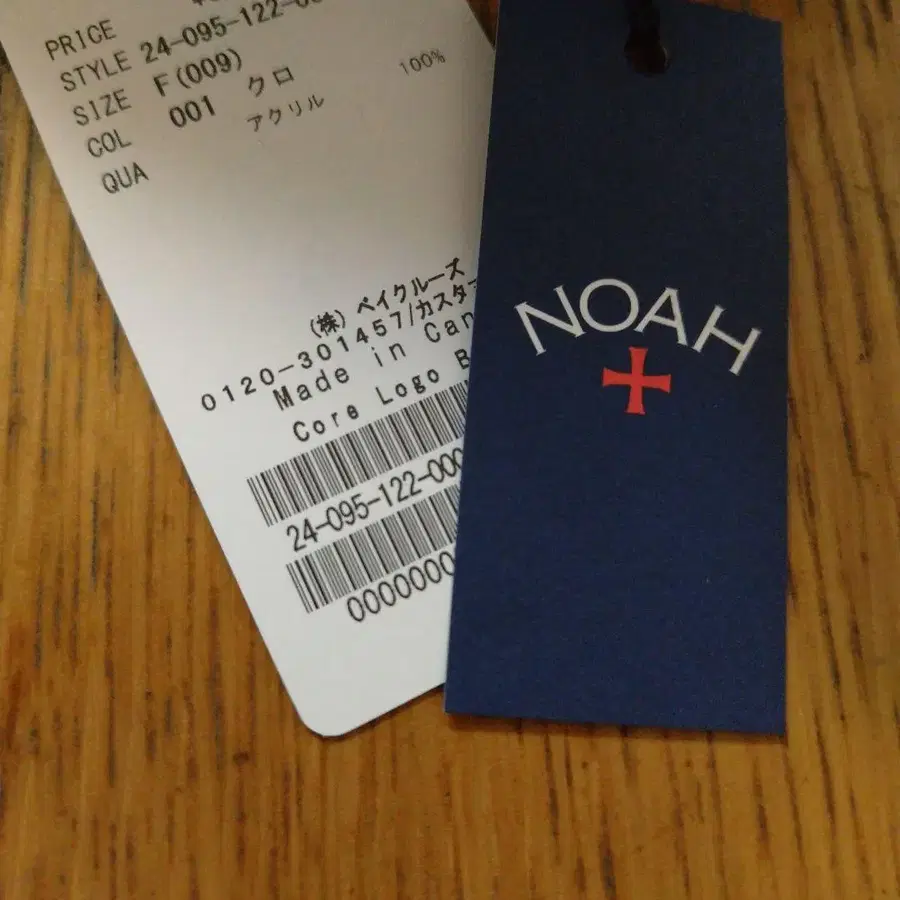 PRICE
STYLE 24-095-122-
SIZE F(009)
COL 001 クロ
QUA アクリル 100%
(株) ベイクルーズ
0120-301457/カスタ
Made in Can
Core Logo B
24-095-122-000
0000000
NOAH